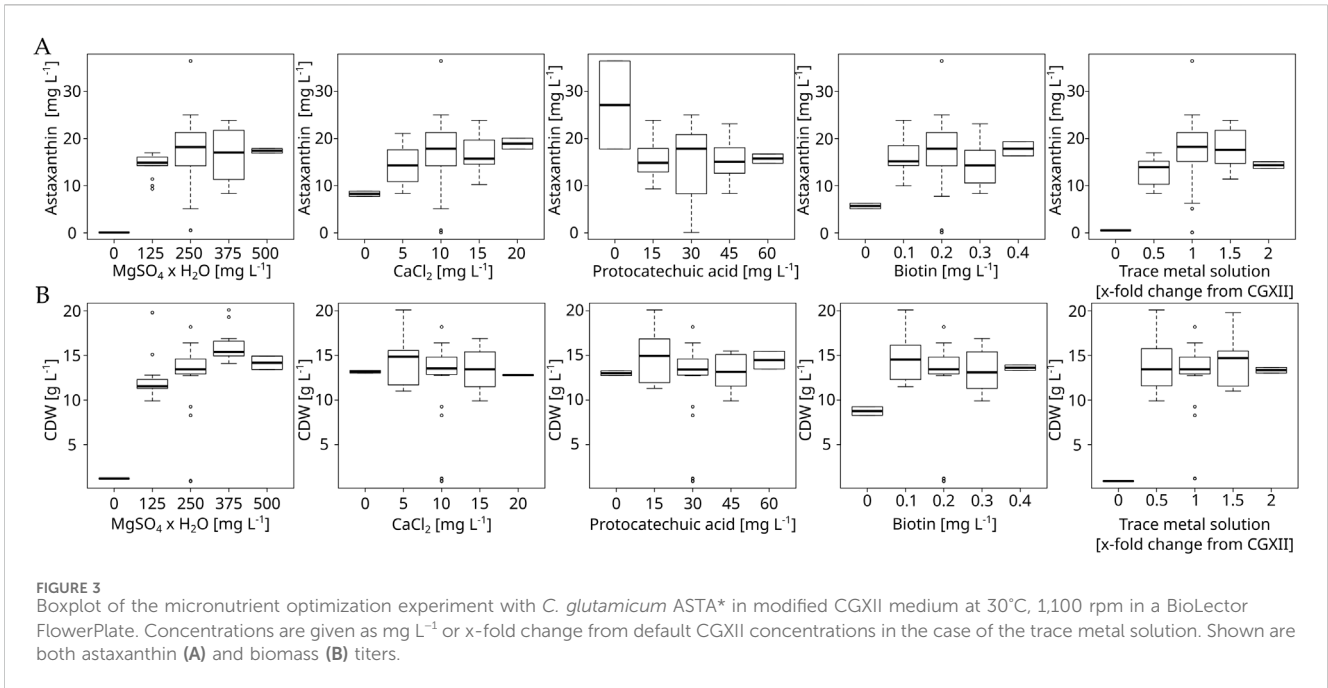 A
Astaxanthin [mg L⁻¹]
30
20
10
0
0 125 250 375 500
MgSO₄ x H₂O [mg L⁻¹]
Astaxanthin [mg L⁻¹]
30
20
10
0
0 5 10 15 20
CaCl₂ [mg L⁻¹]
Astaxanthin [mg L⁻¹]
30
20
10
0
0 15 30 45 60
Protocatechuic acid [mg L⁻¹]
Astaxanthin [mg L⁻¹]
30
20
10
0
0 0.1 0.2 0.3 0.4
Biotin [mg L⁻¹]
Astaxanthin [mg L⁻¹]
30
20
10
0
0 0.5 1 1.5 2
Trace metal solution
[x-fold change from CGXII]
B
CDW [g L⁻¹]
20
15
10
5
0 125 250 375 500
MgSO₄ x H₂O [mg L⁻¹]
CDW [g L⁻¹]
20
15
10
5
0 5 10 15 20
CaCl₂ [mg L⁻¹]
CDW [g L⁻¹]
20
15
10
5
0 15 30 45 60
Protocatechuic acid [mg L⁻¹]
CDW [g L⁻¹]
20
15
10
5
0 0.1 0.2 0.3 0.4
Biotin [mg L⁻¹]
CDW [g L⁻¹]
20
15
10
5
0 0.5 1 1.5 2
Trace metal solution
[x-fold change from CGXII]
FIGURE 3
Boxplot of the micronutrient optimization experiment with C. glutamicum ASTA* in modified CGXII medium at 30°C, 1,100 rpm in a BioLector
FlowerPlate. Concentrations are given as mg L⁻¹ or x-fold change from default CGXII concentrations in the case of the trace metal solution. Shown are
both astaxanthin (A) and biomass (B) titers.